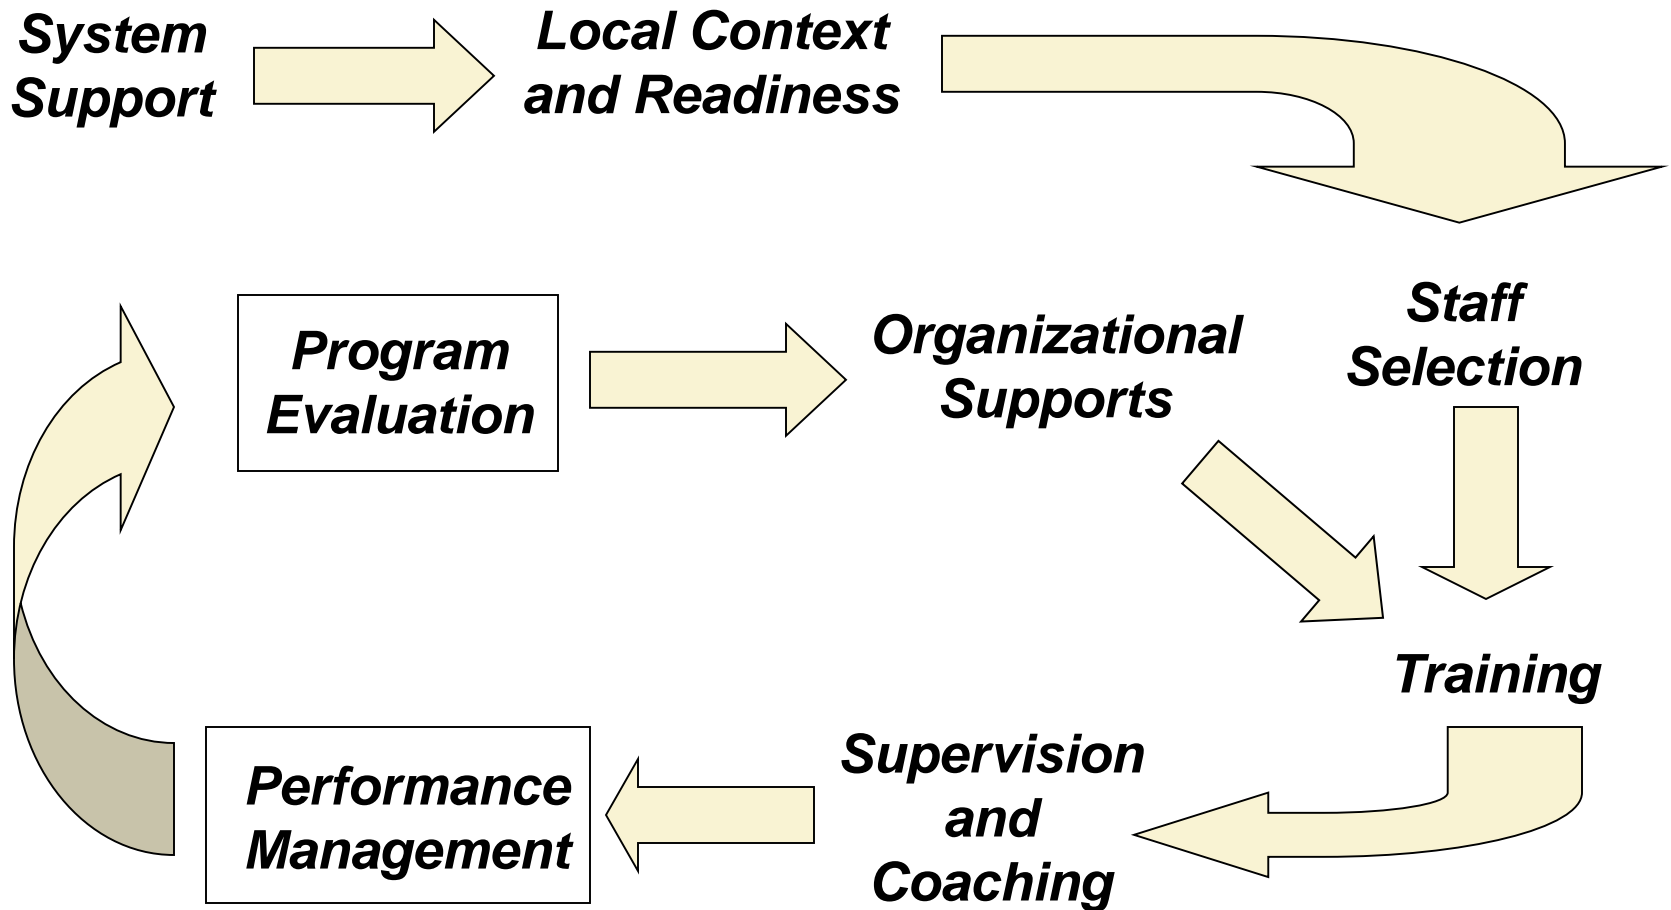 System
Support
Local Context
and Readiness
Program
Evaluation
Organizational
Supports
Staff
Selection
Training
Supervision
and
Coaching
Performance
Management